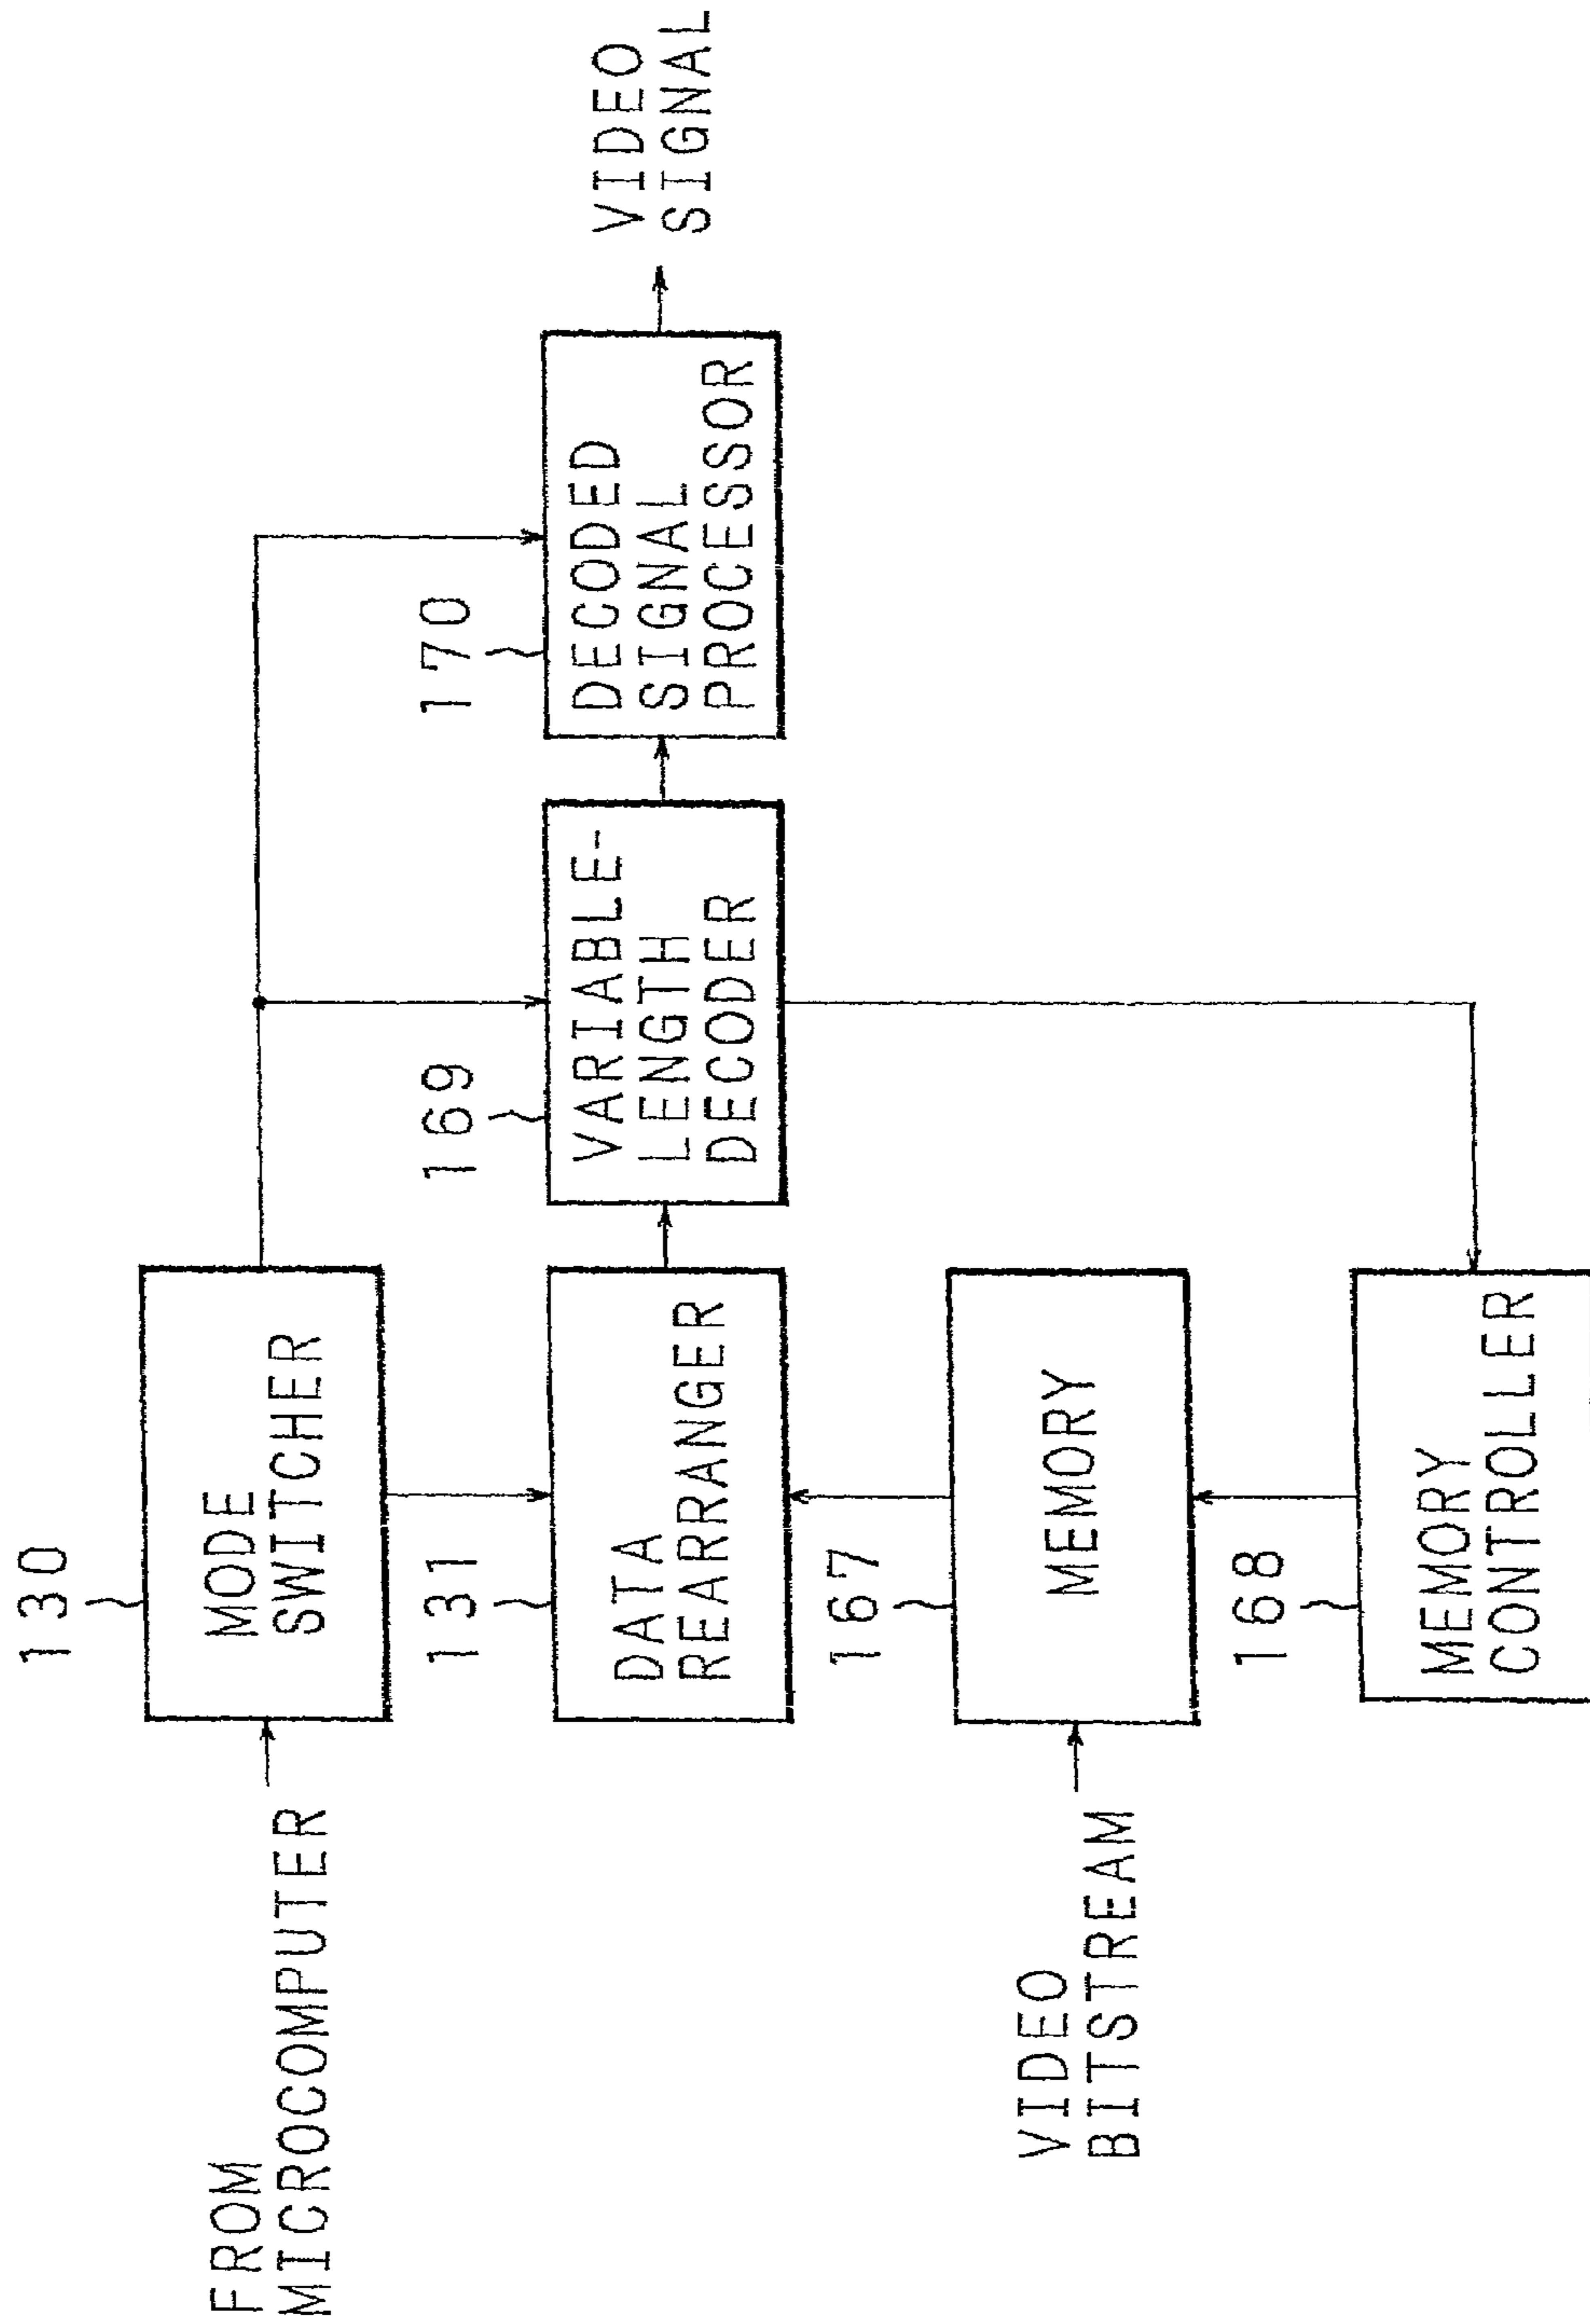 FROM
MICROCOMPUTER
130
MODE
SWITCHER
131
DATA
REARRANGER
169
VARIABLE-
LENGTH
DECODER
170
DECODED
SIGNAL
PROCESSOR
VIDEO
SIGNAL
VIDEO
BITSTREAM
167
MEMORY
168
MEMORY
CONTROLLER